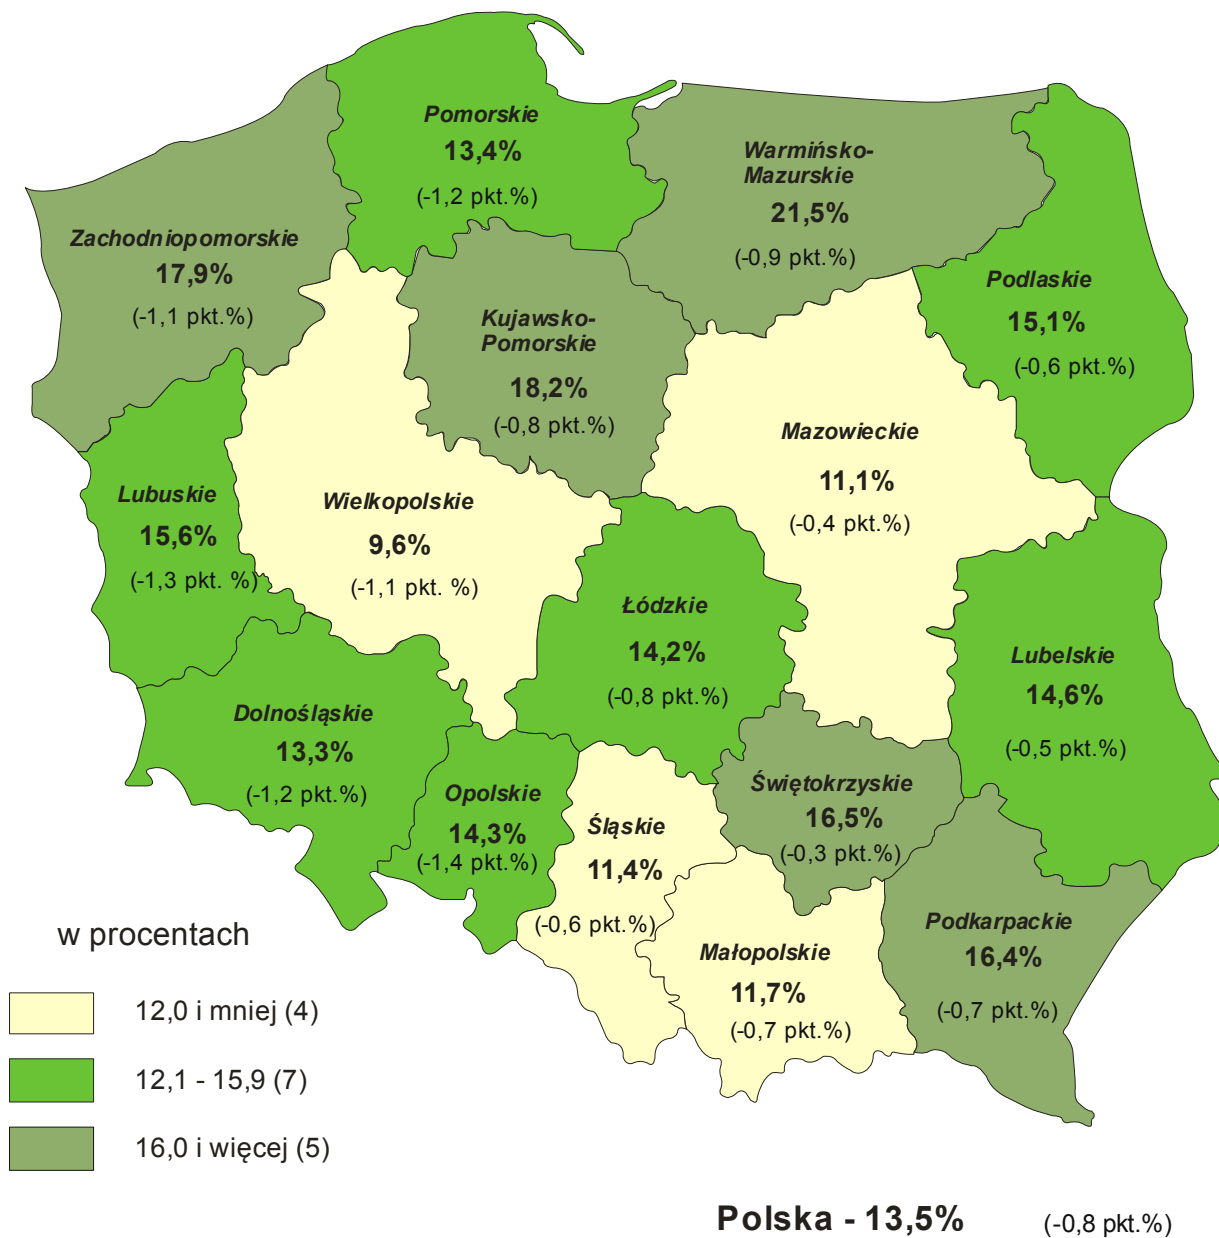 Pomorskie
13,4%
(-1,2 pkt.%)
Warmińsko-
Mazurskie
21,5%
(-0,9 pkt.%)
Zachodniopomorskie
17,9%
(-1,1 pkt.%)
Podlaskie
15,1%
(-0,6 pkt.%)
Kujawsko-
Pomorskie
18,2%
(-0,8 pkt.%)
Mazowieckie
11,1%
(-0,4 pkt.%)
Lubuskie
15,6%
(-1,3 pkt. %)
Wielkopolskie
9,6%
(-1,1 pkt. %)
Łódzkie
14,2%
(-0,8 pkt.%)
Lubelskie
14,6%
(-0,5 pkt.%)
Dolnośląskie
13,3%
(-1,2 pkt.%)
Opolskie
14,3%
(-1,4 pkt.%)
Śląskie
11,4%
(-0,6 pkt.%)
Świętokrzyskie
16,5%
(-0,3 pkt.%)
Małopolskie
11,7%
(-0,7 pkt.%)
Podkarpackie
16,4%
(-0,7 pkt.%)
w procentach
12,0 i mniej (4)
12,1 - 15,9 (7)
16,0 i więcej (5)
Polska - 13,5% (-0,8 pkt.%)